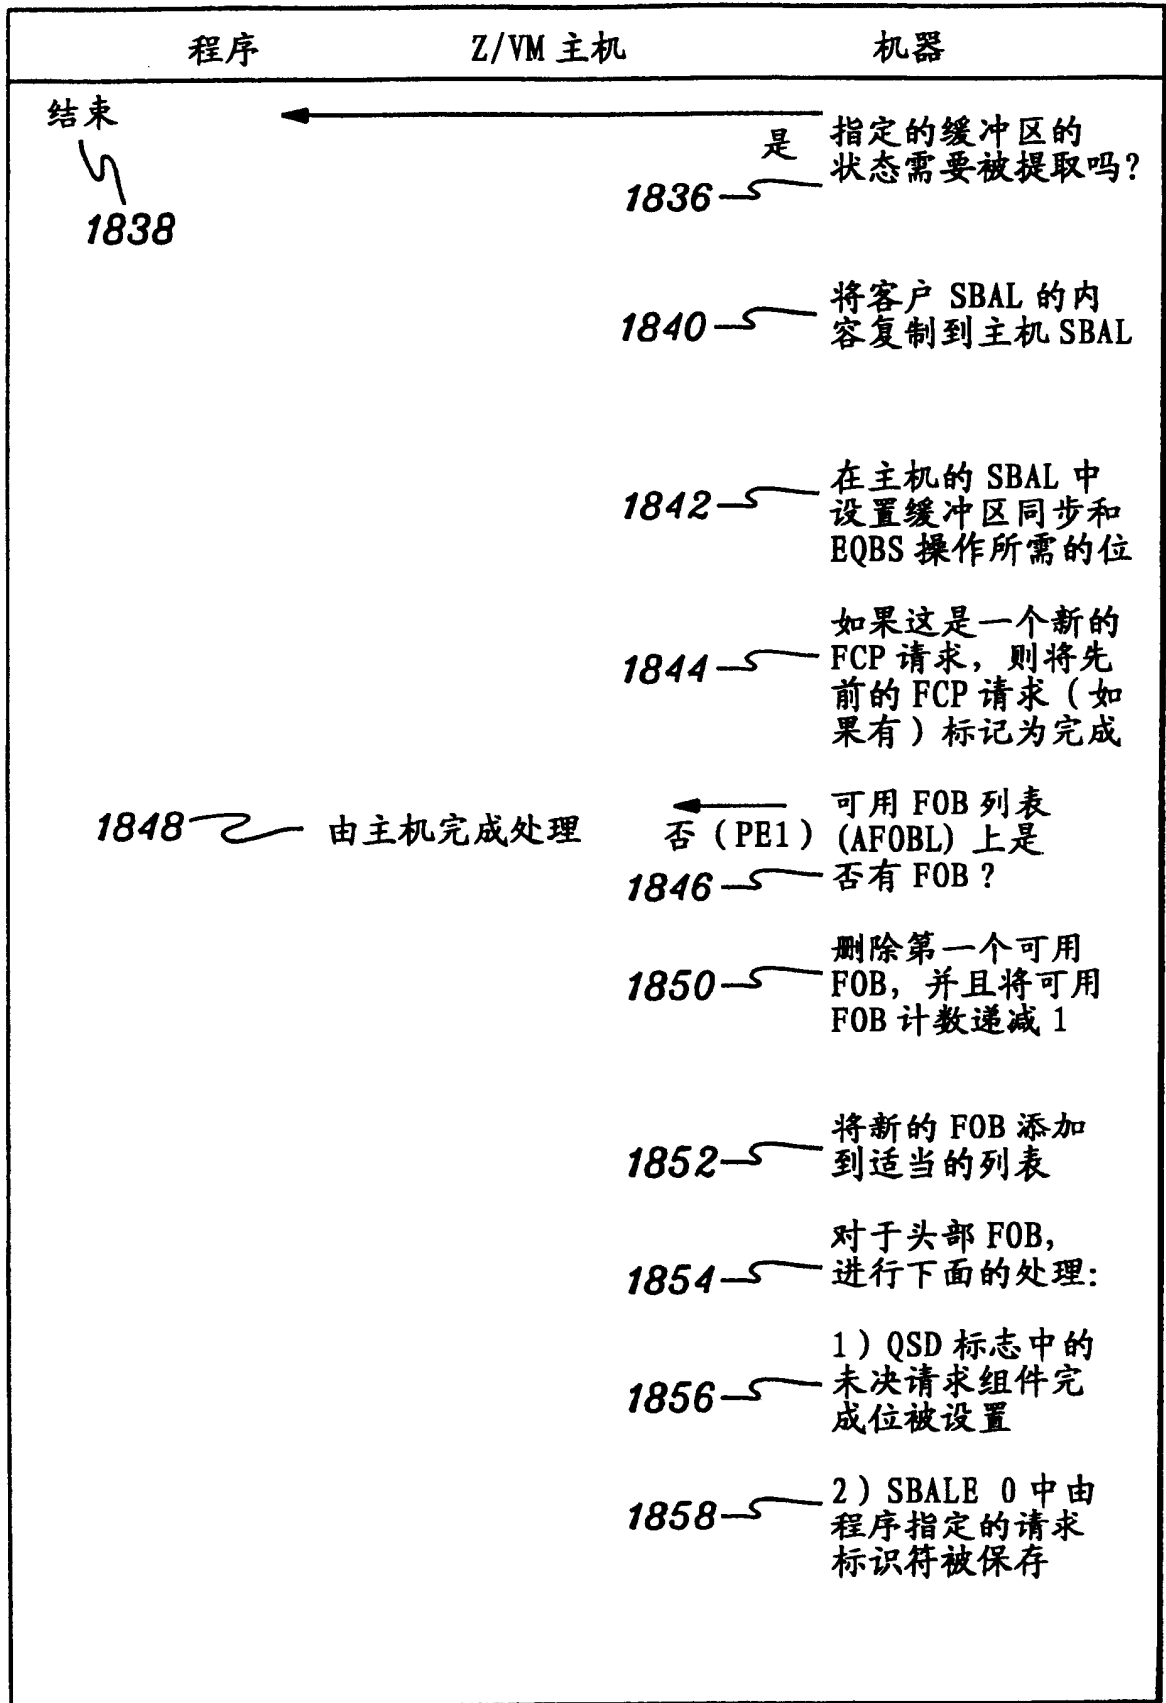 程序 Z/VM 主机 机器
结束
1838
是 指定的缓冲区的
状态需要被提取吗?
1836
将客户 SBAL 的内
容复制到主机 SBAL
1840
在主机的 SBAL 中
设置缓冲区同步和
EQBS 操作所需的位
1842
如果这是一个新的
FCP 请求，则将先
前的 FCP 请求（如
果有）标记为完成
1844
可用 FOB 列表
(AFOBL) 上是
否有 FOB？
1846
否（PE1）
1848 由主机完成处理
删除第一个可用
FOB，并且将可用
FOB 计数递减 1
1850
将新的 FOB 添加
到适当的列表
1852
对于头部 FOB，
进行下面的处理:
1854
1）QSD 标志中的
未决请求组件完
成位被设置
1856
2）SBALE 0 中由
程序指定的请求
标识符被保存
1858